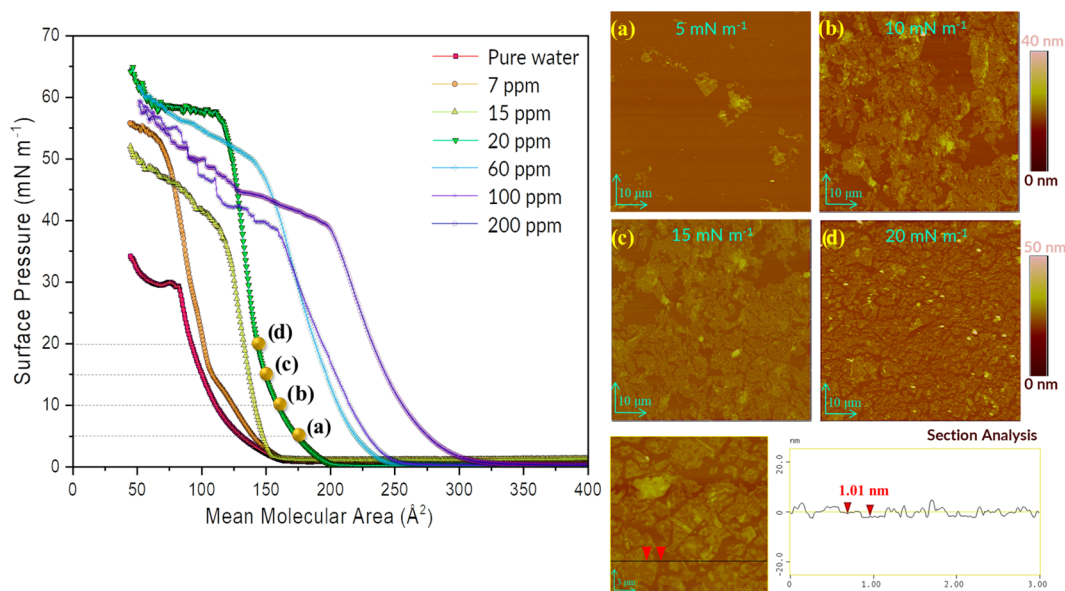 70
60
50
40
30
20
10
0
Surface Pressure (mN m⁻¹)
0
50
100
150
200
250
300
350
400
Mean Molecular Area (Å²)
Pure water
7 ppm
15 ppm
20 ppm
60 ppm
100 ppm
200 ppm
(d)
(c)
(b)
(a)
(a) 5 mN m⁻¹
10 μm
(b) 10 mN m⁻¹
10 μm
40 nm
0 nm
(c) 15 mN m⁻¹
10 μm
(d) 20 mN m⁻¹
10 μm
50 nm
0 nm
3 μm
Section Analysis
nm
20.0
0
-20.0
1.01 nm
0
1.00
2.00
3.00